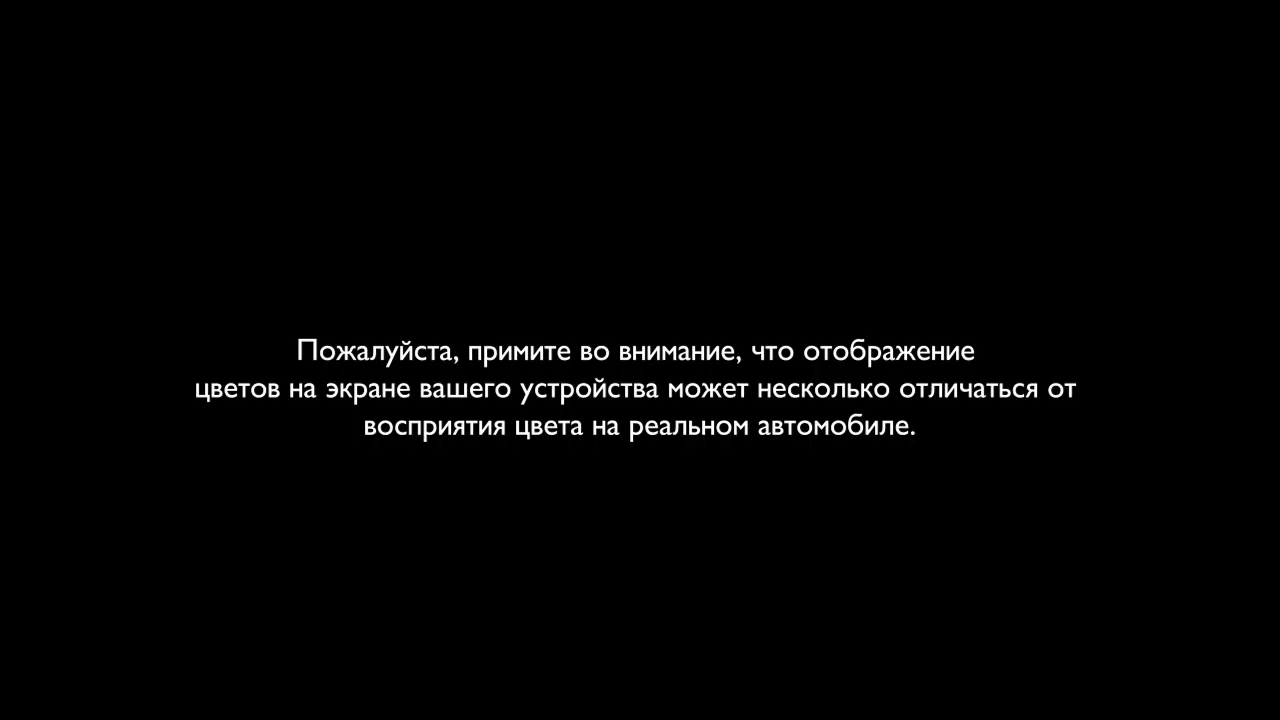 Пожалуйста, примите во внимание, что отображение
цветов на экране вашего устройства может несколько отличаться от
восприятия цвета на реальном автомобиле.